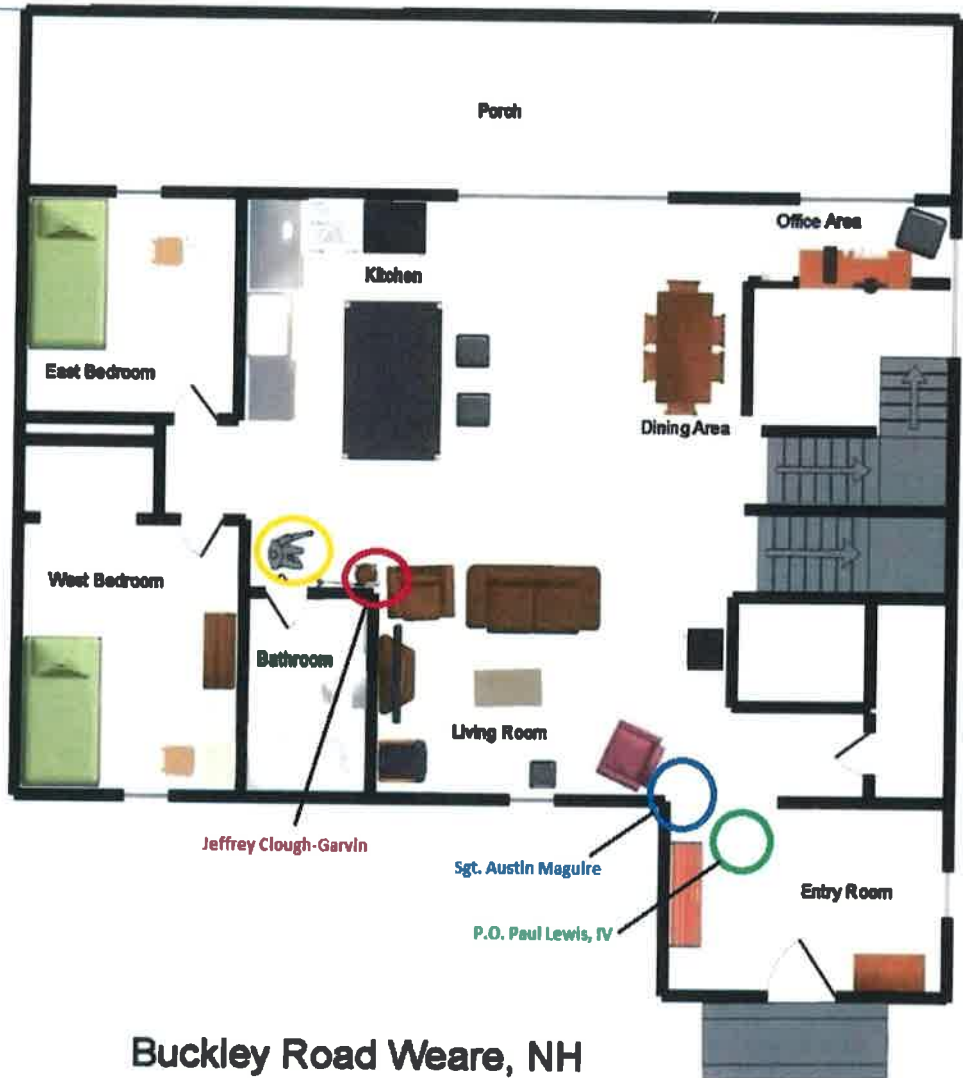 Porch
Office Area
Kitchen
East Bedroom
Dining Area
West Bedroom
Bathroom
Living Room
Jeffrey Clough-Garvin
Sgt. Austin Maguire
Entry Room
P.O. Paul Lewis, IV
Buckley Road Weare, NH